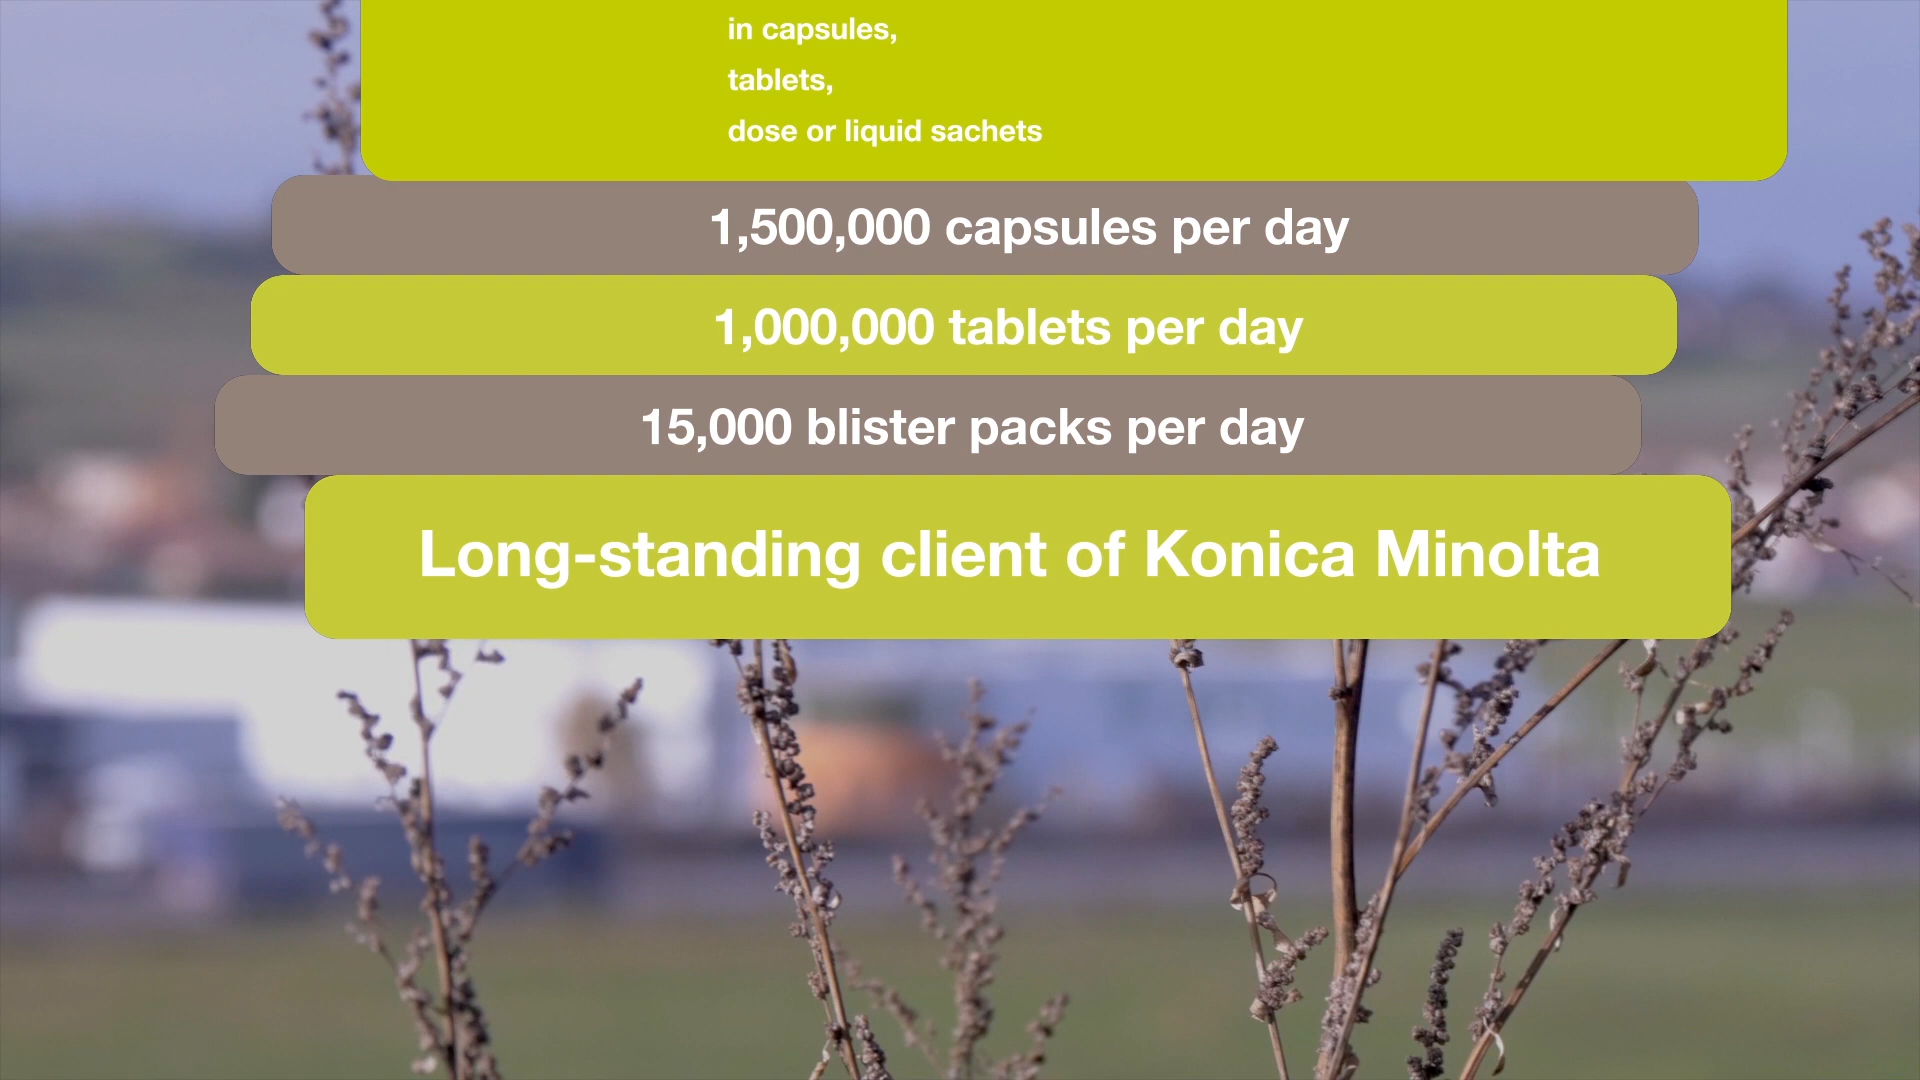 in capsules,
tablets,
dose or liquid sachets
1,500,000 capsules per day
1,000,000 tablets per day
15,000 blister packs per day
Long-standing client of Konica Minolta